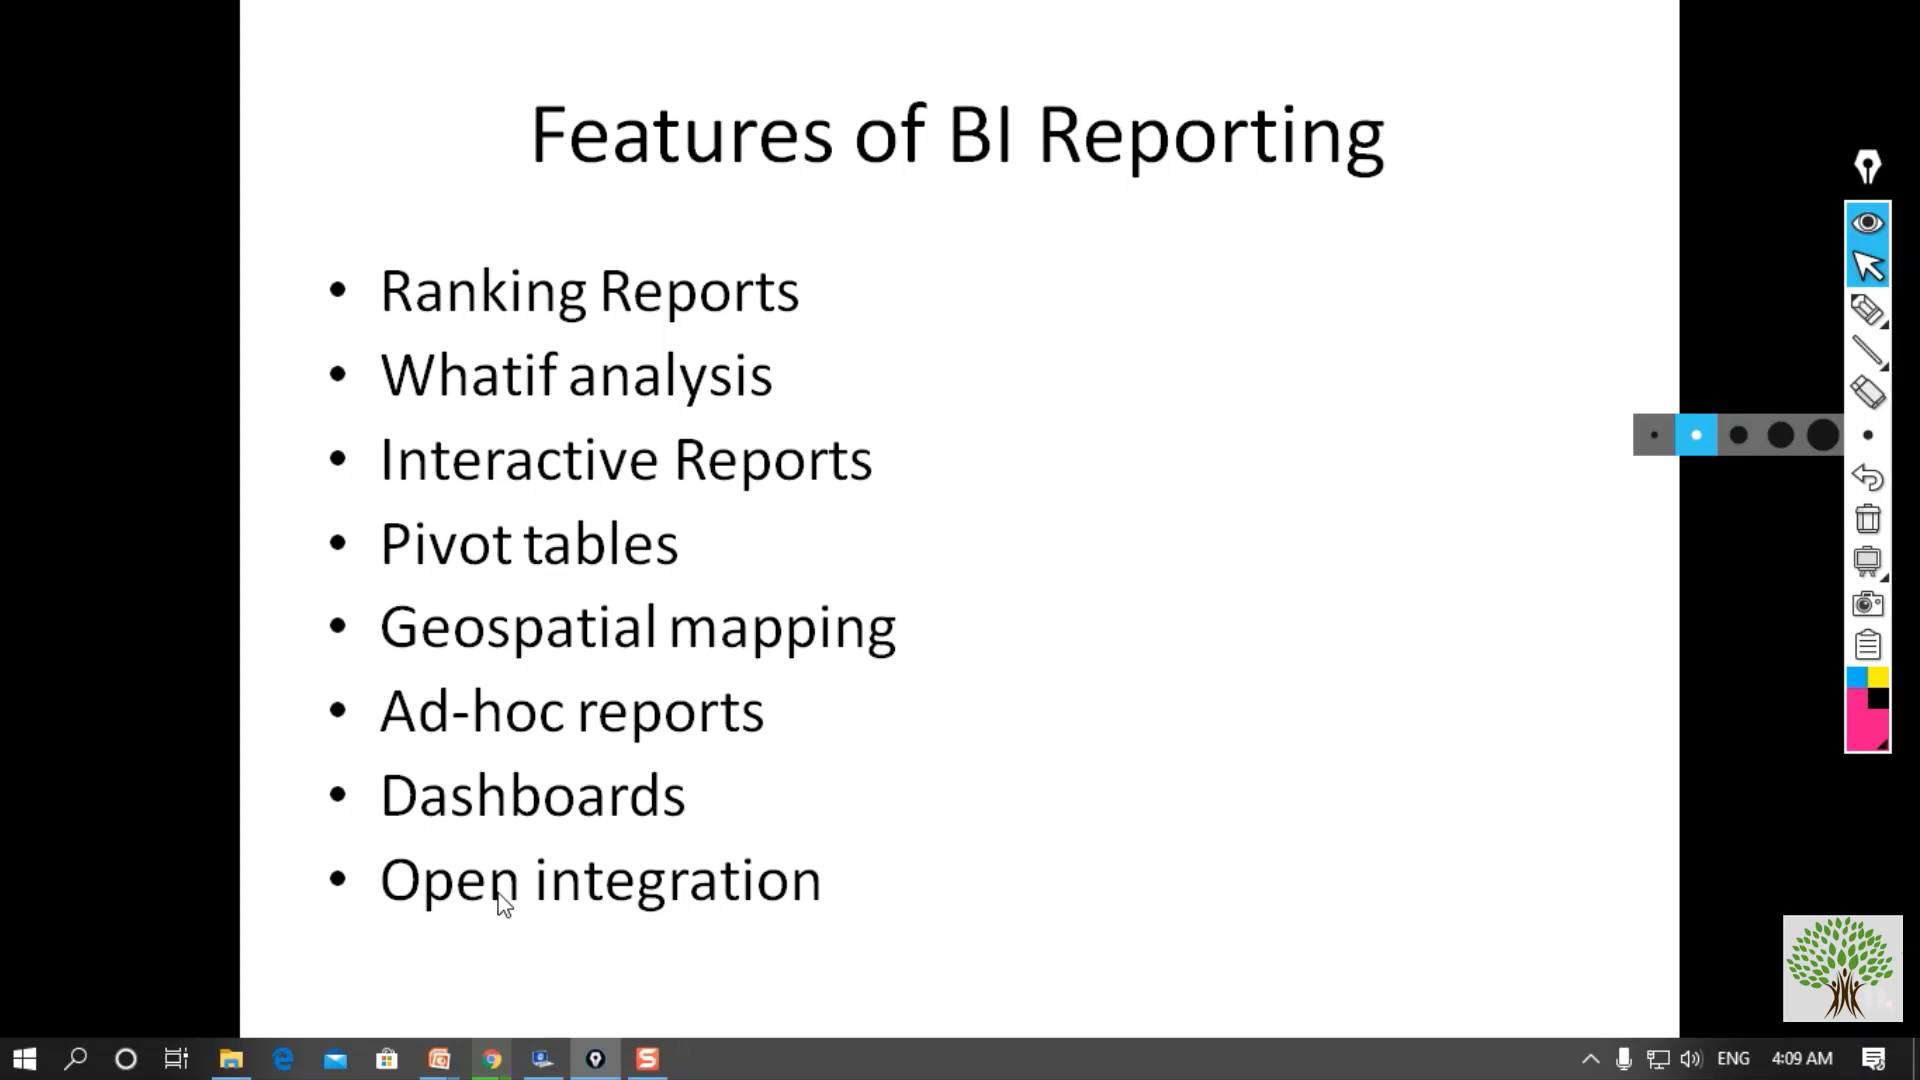 Features of BI Reporting
• Ranking Reports
• Whatif analysis
• Interactive Reports
• Pivot tables
• Geospatial mapping
• Ad-hoc reports
• Dashboards
• Open integration
ENG 4:09 AM